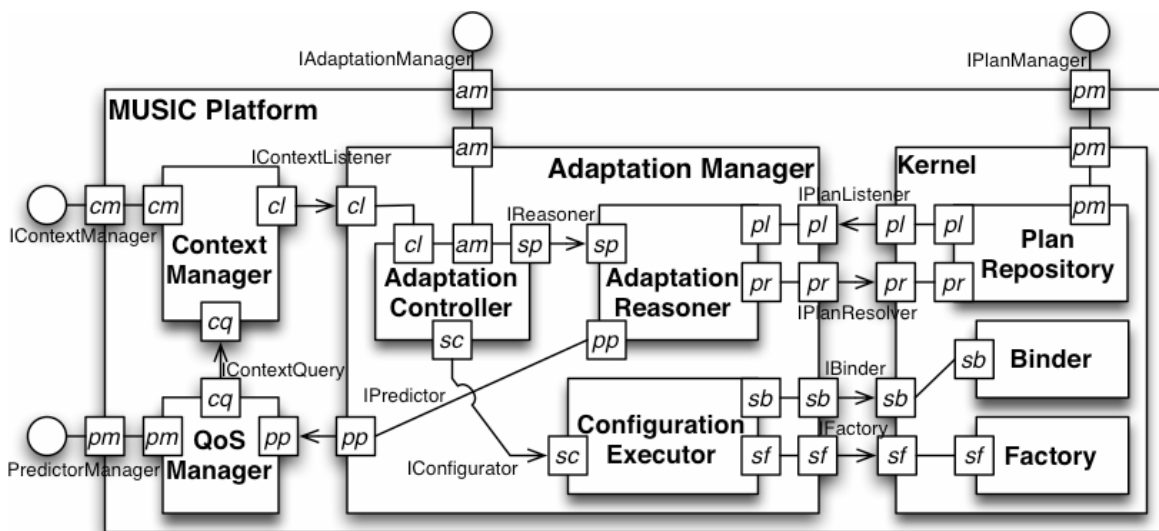 IAdaptationManager
IPlanManager
am
pm
MUSIC Platform
am
pm
IContextListener
Adaptation Manager
Kernel
IPlanListener
cm
cm
cl
cl
pm
IContextManager
IReasoner
Context
Manager
cl
am
sp
sp
pl
pl
pl
pl
Plan
Repository
Adaptation
Controller
Adaptation
Reasoner
pr
pr
pr
pr
IPlanResolver
cq
sc
pp
IContextQuery
IPredictor
IBinder
sb
Binder
cq
sb
sb
sb
pm
pm
QoS
Manager
pp
pp
Configuration
Executor
IFactory
PredictorManager
IConfigurator
sc
sf
sf
sf
sf
Factory